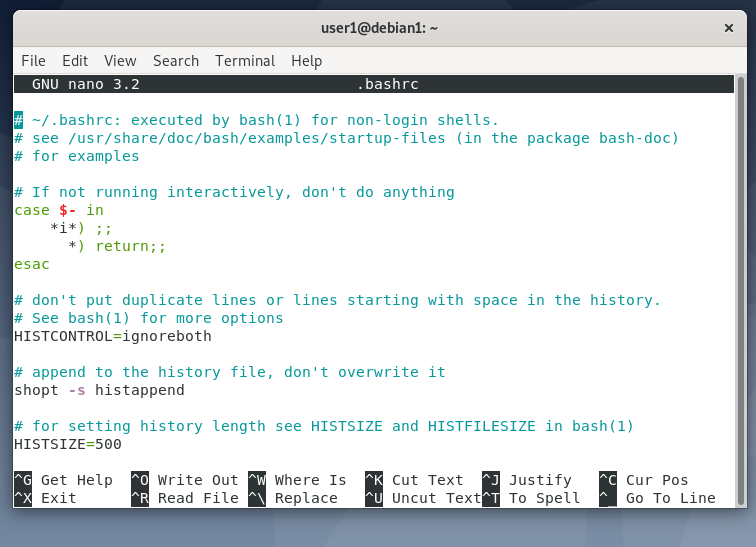 user1@debian1: ~ ×
File Edit View Search Terminal Help
GNU nano 3.2 .bashrc
# ~/.bashrc: executed by bash(1) for non-login shells.
# see /usr/share/doc/bash/examples/startup-files (in the package bash-doc)
# for examples
# If not running interactively, don't do anything
case $- in
    *i*) ;;
      *) return;;
esac
# don't put duplicate lines or lines starting with space in the history.
# See bash(1) for more options
HISTCONTROL=ignoreboth
# append to the history file, don't overwrite it
shopt -s histappend
# for setting history length see HISTSIZE and HISTFILESIZE in bash(1)
HISTSIZE=500
^G Get Help ^O Write Out ^W Where Is ^K Cut Text ^J Justify ^C Cur Pos
^X Exit ^R Read File ^\ Replace ^U Uncut Text ^T To Spell ^_ Go To Line